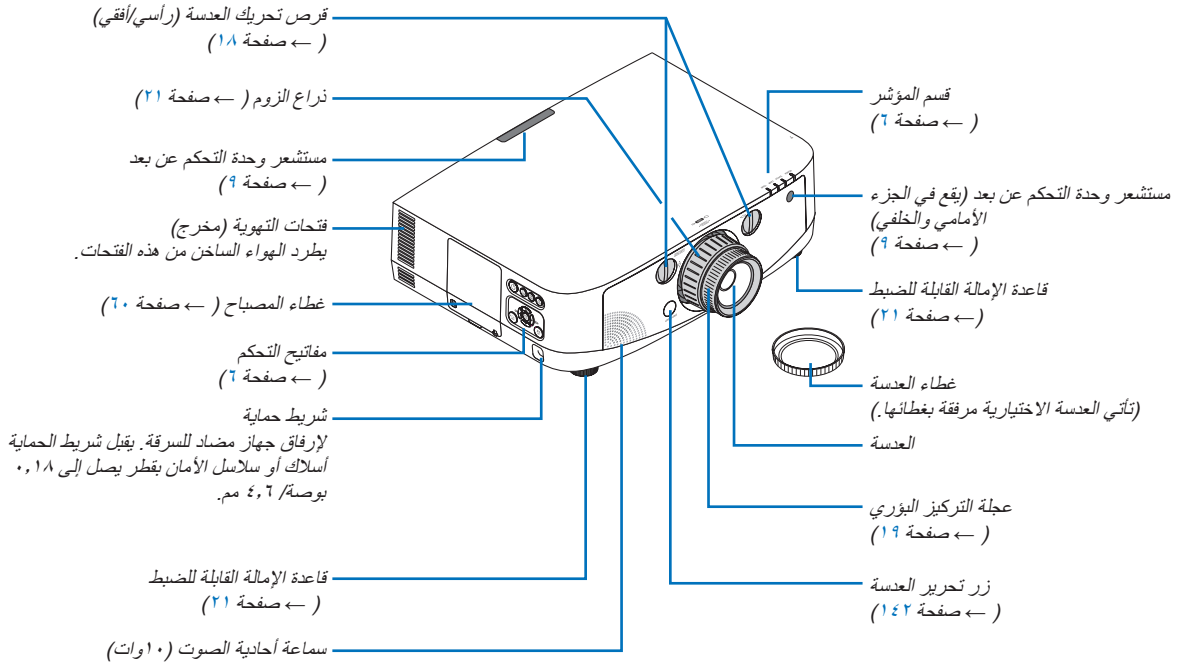 قرص تحريك العدسة (رأسي/أفقي)
( ← صفحة ١٨)
ذراع الزوم ( ← صفحة ٢١)
مستشعر وحدة التحكم عن بعد
( ← صفحة ٩)
فتحات التهوية (مخرج)
بطرد الهواء الساخن من هذه الفتحات.
غطاء المصباح ( ← صفحة ٦٠)
مفاتيح التحكم
( ← صفحة ٦)
شريط حماية
لإرفاق جهاز مضاد للسرقة. يقبل شريط الحماية
أسلاك أو سلاسل الأمان بقطر يصل إلى ٠,١٨
بوصة/ ٤,٦ مم.
قاعدة الإمالة القابلة للضبط
( ← صفحة ٢١)
سماعة أحادية الصوت (١٠وات)
قسم المؤشر
( ← صفحة ٦)
مستشعر وحدة التحكم عن بعد (يقع في الجزء
الأمامي والخلفي)
( ← صفحة ٩)
قاعدة الإمالة القابلة للضبط
(← صفحة ٢١)
غطاء العدسة
(تأتي العدسة الاختيارية مرفقة بغطائها.)
العدسة
عجلة التركيز البؤري
( ← صفحة ١٩)
زر تحرير العدسة
( ← صفحة ١٤٢)